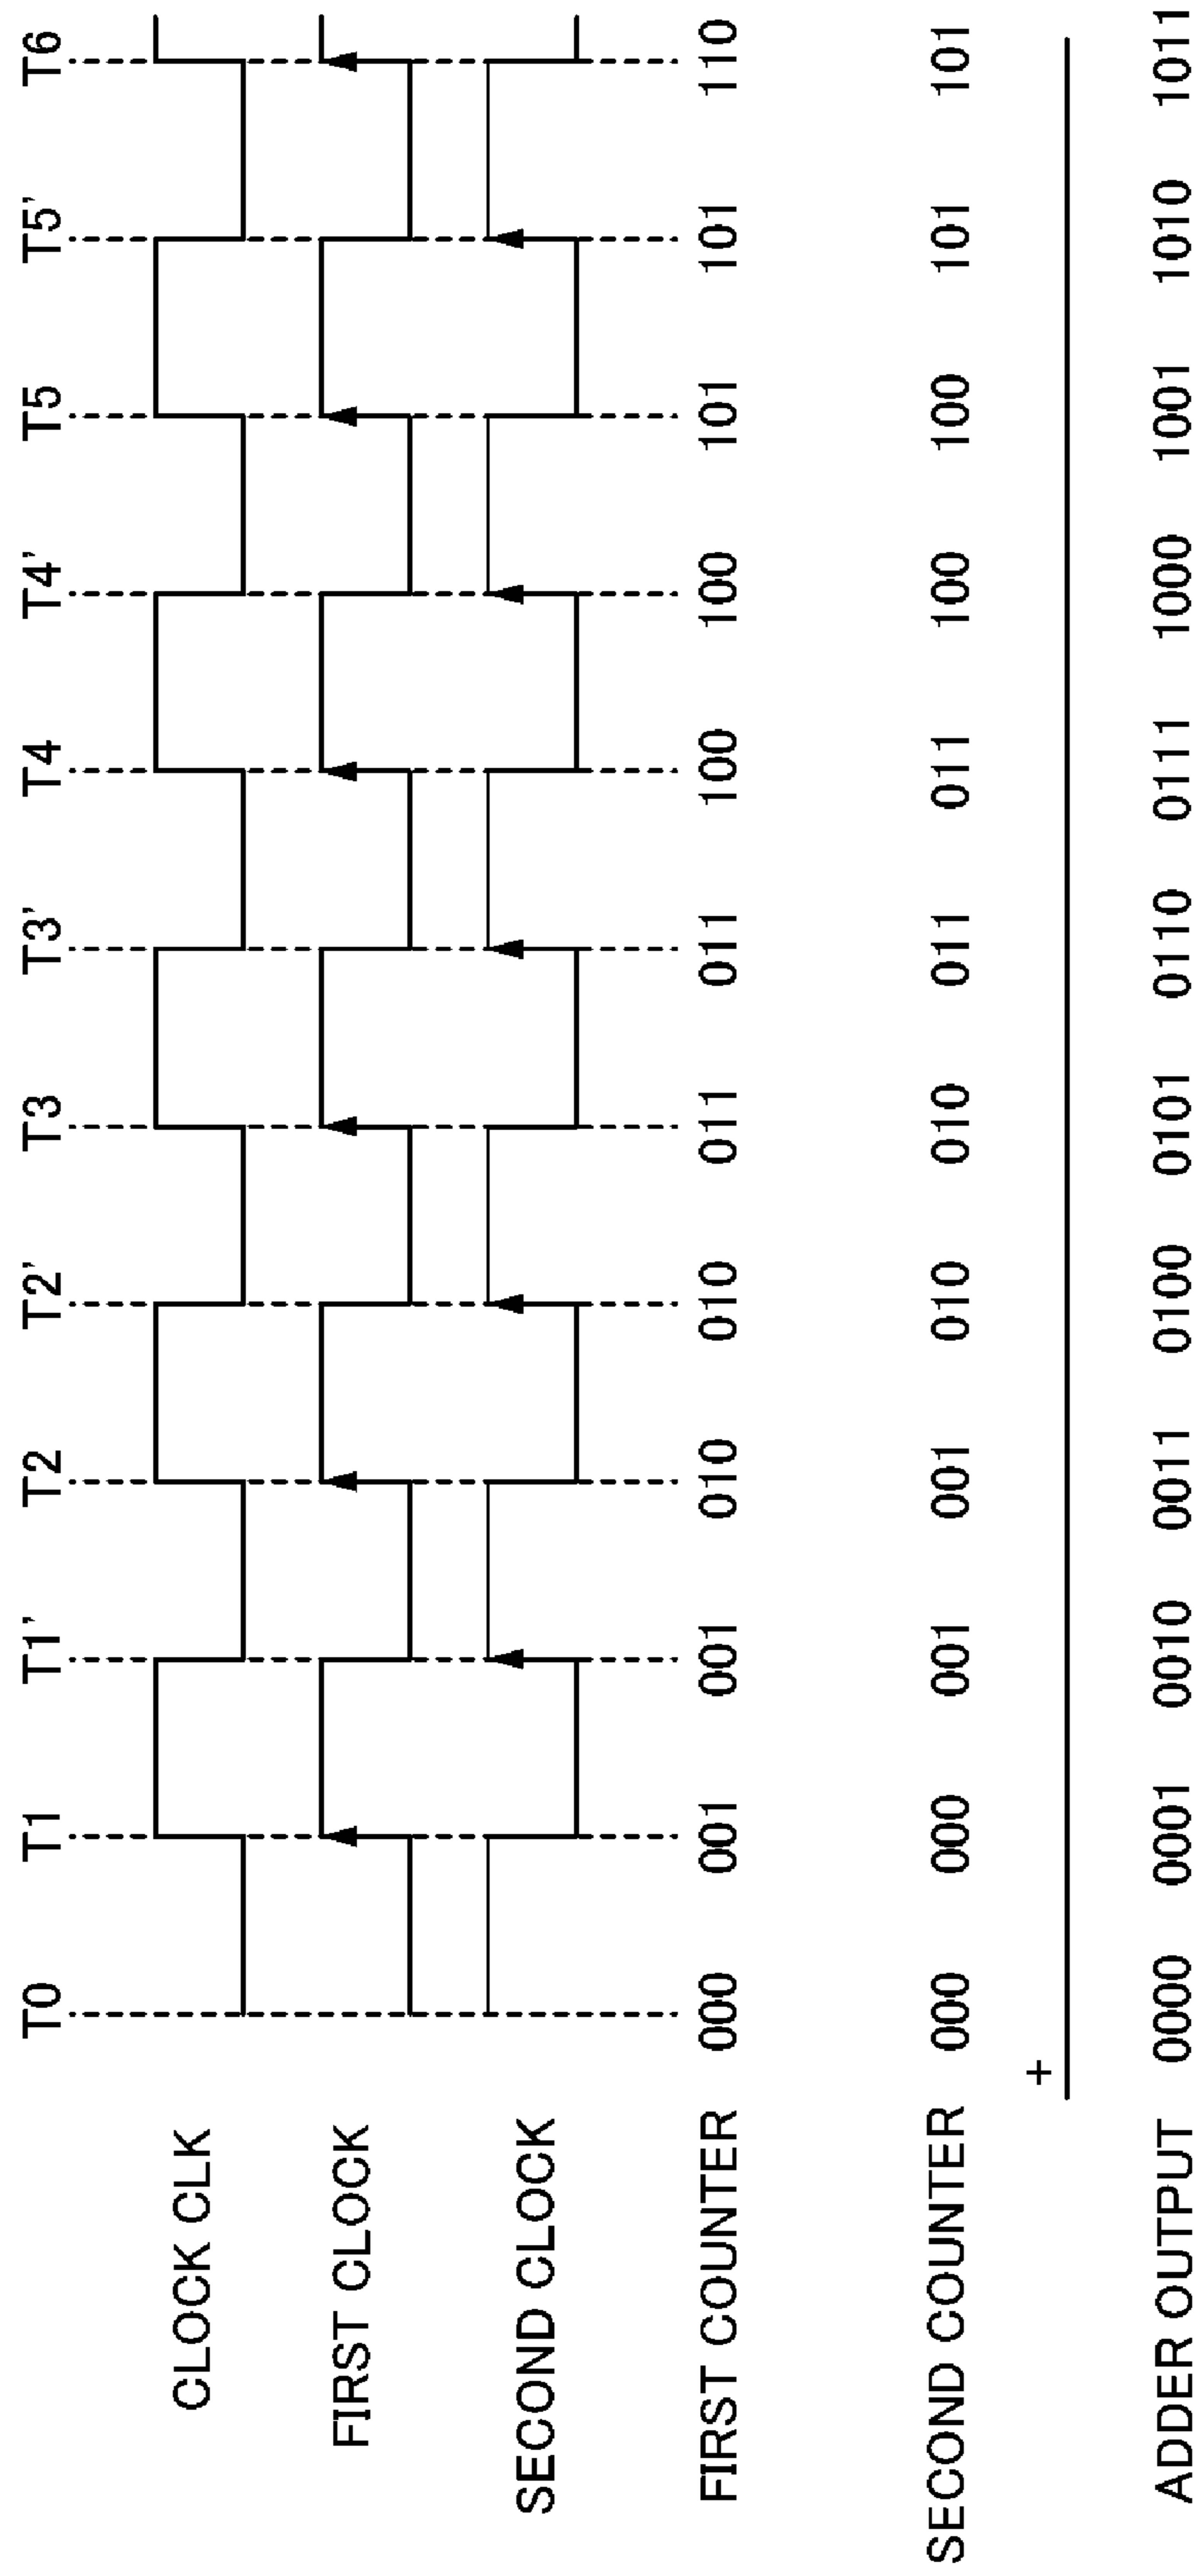 T0 T1 T1' T2 T2' T3 T3' T4 T4' T5 T5' T6
CLOCK CLK
FIRST CLOCK
SECOND CLOCK
FIRST COUNTER 000 001 001 010 010 011 011 100 100 101 101 110
SECOND COUNTER 000 000 001 001 010 010 011 011 100 100 101 101
+
ADDER OUTPUT 0000 0001 0010 0011 0100 0101 0110 0111 1000 1001 1010 1011